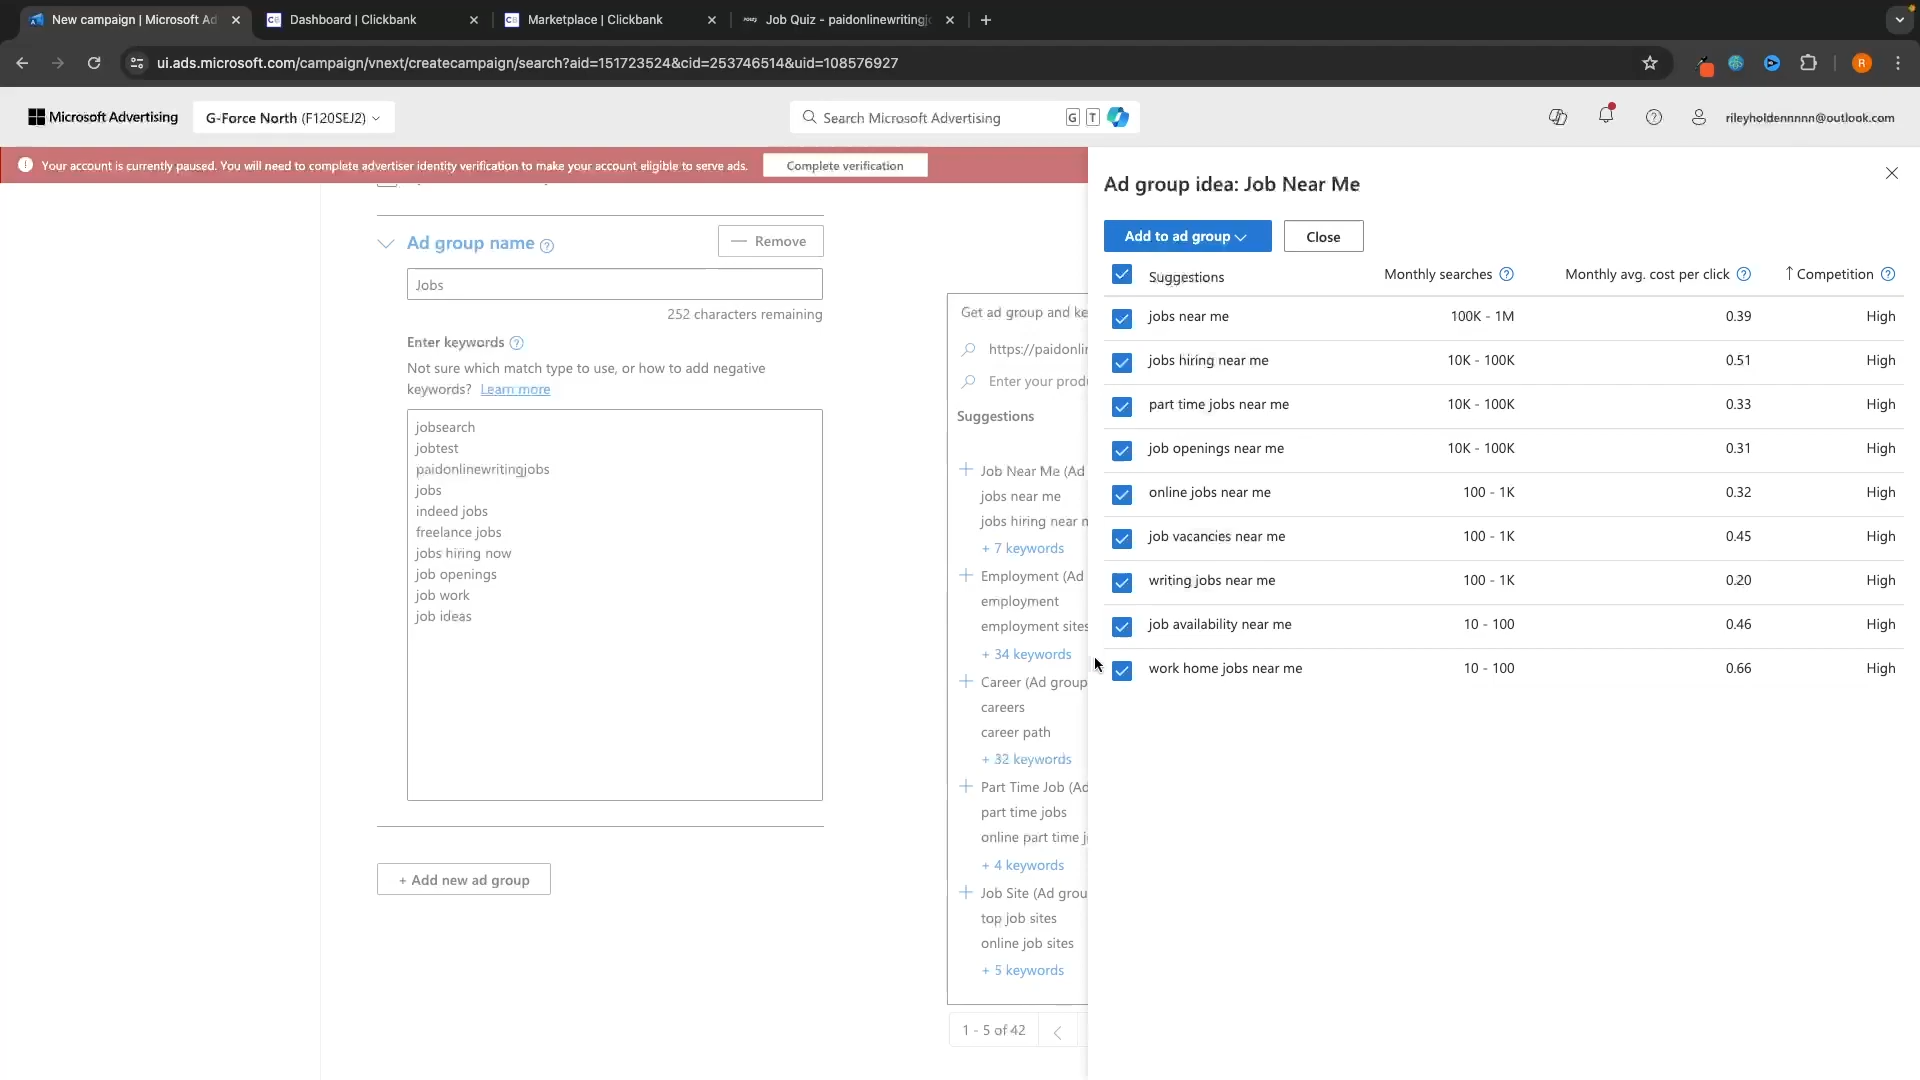 New campaign | Microsoft Ad
Dashboard | Clickbank
Marketplace | Clickbank
Job Quiz - paidonlinewritingj
ui.ads.microsoft.com/campaign/vnext/createcampaign/search?aid=151723524&cid=253746514&uid=108576927
R
Microsoft Advertising
G-Force North (F120SEJ2)
Search Microsoft Advertising
G T
rileyholdennnnn@outlook.com
Your account is currently paused. You will need to complete advertiser identity verification to make your account eligible to serve ads.
Complete verification
Ad group name
Remove
Jobs
252 characters remaining
Enter keywords
Not sure which match type to use, or how to add negative
keywords? Learn more
jobsearch
jobtest
paidonlinewritingjobs
jobs
indeed jobs
freelance jobs
jobs hiring now
job openings
job work
job ideas
+ Add new ad group
Get ad group and ke
https://paidonlin
Enter your produ
Suggestions
Job Near Me (Ad
jobs near me
jobs hiring near m
+ 7 keywords
Employment (Ad
employment
employment sites
+ 34 keywords
Career (Ad group
careers
career path
+ 32 keywords
Part Time Job (Ad
part time jobs
online part time j
+ 4 keywords
Job Site (Ad grou
top job sites
online job sites
+ 5 keywords
1 - 5 of 42
Ad group idea: Job Near Me
Add to ad group
Close
Suggestions Monthly searches Monthly avg. cost per click ↑ Competition
jobs near me 100K - 1M 0.39 High
jobs hiring near me 10K - 100K 0.51 High
part time jobs near me 10K - 100K 0.33 High
job openings near me 10K - 100K 0.31 High
online jobs near me 100 - 1K 0.32 High
job vacancies near me 100 - 1K 0.45 High
writing jobs near me 100 - 1K 0.20 High
job availability near me 10 - 100 0.46 High
work home jobs near me 10 - 100 0.66 High